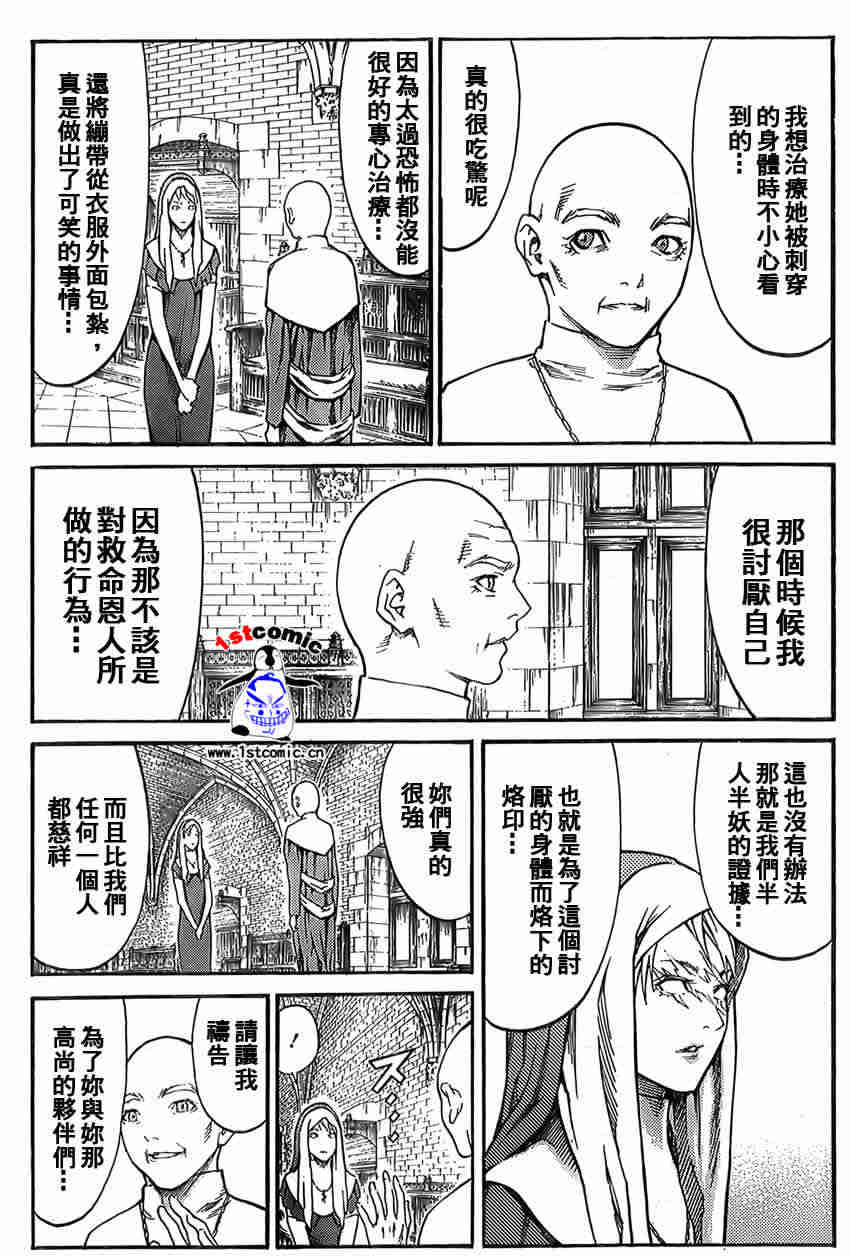 我想治療她被刺穿
的身體時不小心看
到的…
真的很吃驚呢
因為太過恐怖都沒能
很好的專心治療…
還將繃帶從衣服外面包紮，
真是做出了可笑的事情…
那個時候我
很討厭自己
因為那不該是
對救命恩人所
做的行為…
1stcomic
www.1stcomic.cn
這也沒有辦法
那就是我們半
人半妖的證據…
也就是為了這個討
厭的身體而烙下的
烙印…
妳們真的
很強
而且比我們
任何一個人
都慈祥
！
請讓我
禱告
為了妳與妳那
高尚的夥伴們…